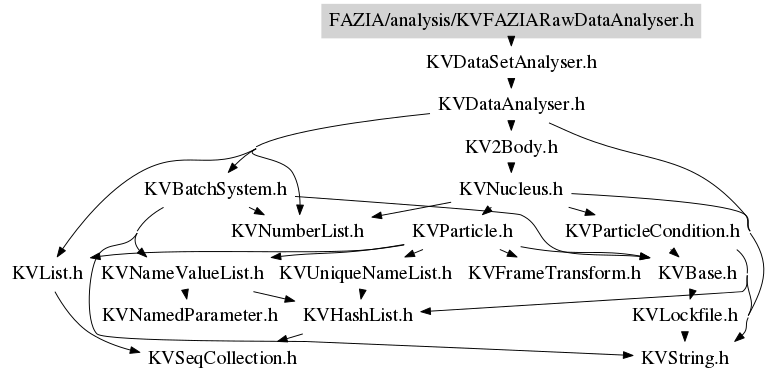 FAZIA/analysis/KVFAZIARawDataAnalyser.h
KVDataSetAnalyser.h
KVDataAnalyser.h
KV2Body.h
KVBatchSystem.h
KVNucleus.h
KVNumberList.h
KVParticle.h
KVParticleCondition.h
KVList.h
KVNameValueList.h
KVUniqueNameList.h
KVFrameTransform.h
KVBase.h
KVNamedParameter.h
KVHashList.h
KVLockfile.h
KVSeqCollection.h
KVString.h